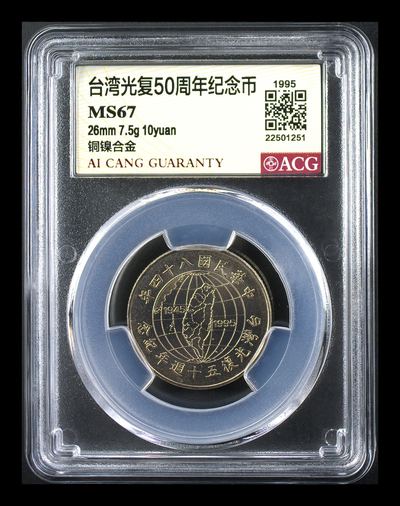 台湾光复50周年纪念币
1995
MS67
26mm 7.5g 10yuan
铜镍合金
22501251
AI CANG GUARANTY
ACG
中華民國八十四年
1945
1995
台灣光復五十週年紀念